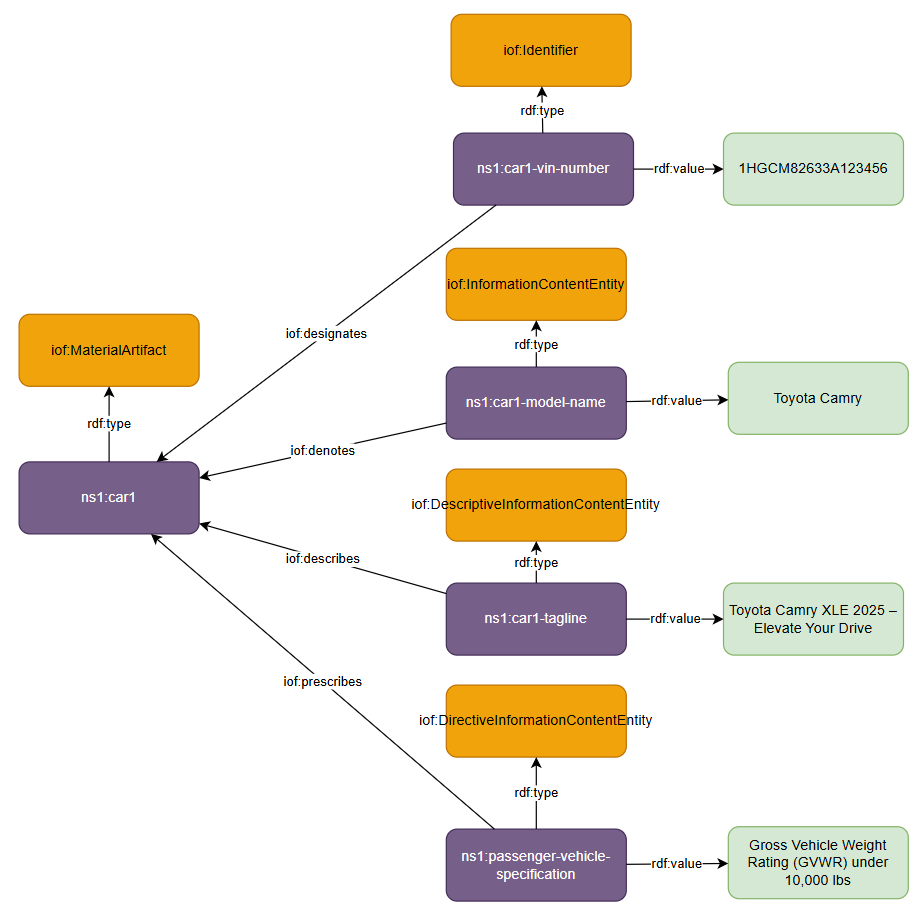 iof:Identifier
rdf:type
ns1:car1-vin-number
rdf:value
1HGCM82633A123456
iof:designates
iof:InformationContentEntity
rdf:type
ns1:car1-model-name
rdf:value
Toyota Camry
iof:MaterialArtifact
rdf:type
ns1:car1
iof:denotes
iof:DescriptiveInformationContentEntity
rdf:type
iof:describes
ns1:car1-tagline
rdf:value
Toyota Camry XLE 2025 –
Elevate Your Drive
iof:prescribes
iof:DirectiveInformationContentEntity
rdf:type
ns1:passenger-vehicle-
specification
rdf:value
Gross Vehicle Weight
Rating (GVWR) under
10,000 lbs